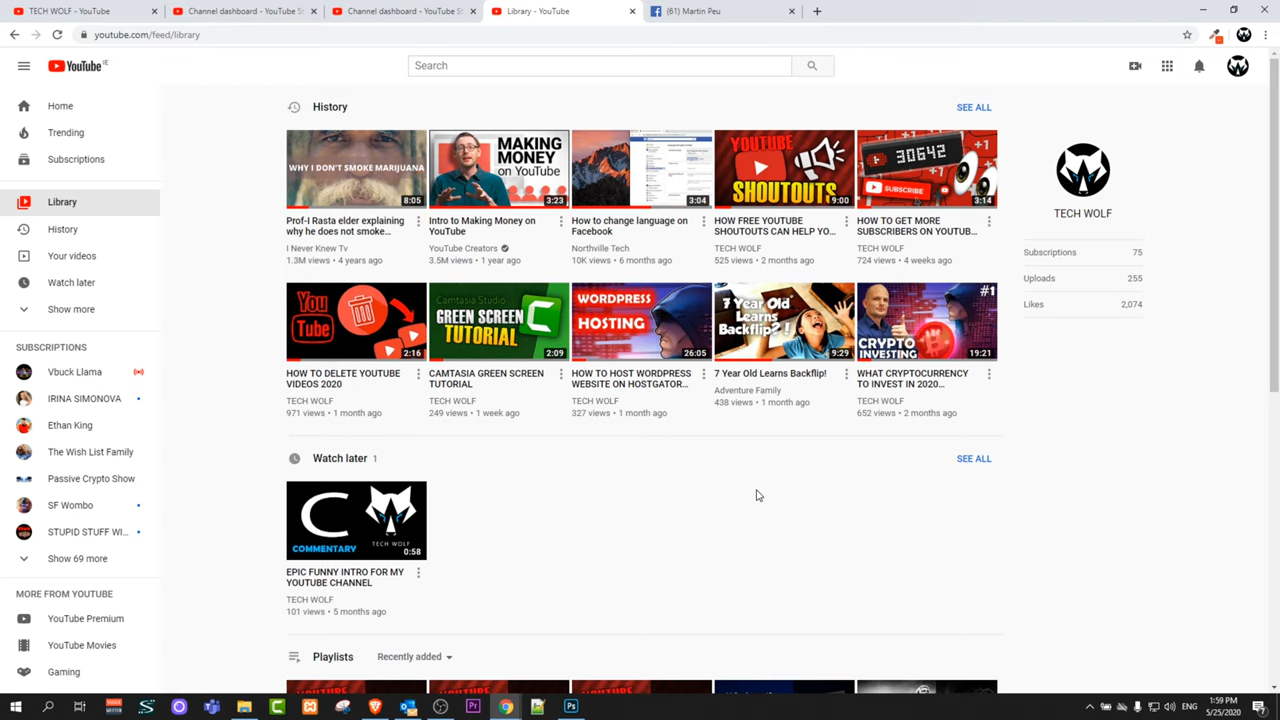 TECH WOLF - YouTube
Channel dashboard - YouTube St
Channel dashboard - YouTube St
Library - YouTube
(61) Martin Peu
youtube.com/feed/library
YouTube IE
Search
Home
Trending
Subscriptions
Library
History
Your videos
Watch later
Show more
SUBSCRIPTIONS
Vbuck Llama
IRINA SIMONOVA
Ethan King
The Wish List Family
Passive Crypto Show
SF Wombo
STUPID STUFF WI...
Show 69 more
MORE FROM YOUTUBE
YouTube Premium
YouTube Movies
Gaming
History
SEE ALL
WHY I DON'T SMOKE MARIJUANA
8:05
MAKING
MONEY
on YouTube
3:23
3:04
YOUTUBE
SHOUTOUTS
9:00
+1
+1
+1
30642
SUBSCRIBE
3:14
Prof-I Rasta elder explaining
why he does not smoke...
I Never Knew Tv
1.3M views • 4 years ago
Intro to Making Money on
YouTube
YouTube Creators
3.5M views • 1 year ago
How to change language on
Facebook
Northville Tech
10K views • 6 months ago
HOW FREE YOUTUBE
SHOUTOUTS CAN HELP YO...
TECH WOLF
525 views • 2 months ago
HOW TO GET MORE
SUBSCRIBERS ON YOUTUB...
TECH WOLF
724 views • 4 weeks ago
You
Tube
2:16
Camtasia Studio
GREEN SCREEN
TUTORIAL
2:09
WORDPRESS
HOSTING
26:05
7 Year Old
Learns
Backflip?!
9:29
#1
CRYPTO
INVESTING
19:21
HOW TO DELETE YOUTUBE
VIDEOS 2020
TECH WOLF
971 views • 1 month ago
CAMTASIA GREEN SCREEN
TUTORIAL
TECH WOLF
249 views • 1 week ago
HOW TO HOST WORDPRESS
WEBSITE ON HOSTGATOR...
TECH WOLF
327 views • 1 month ago
7 Year Old Learns Backflip!
Adventure Family
438 views • 1 month ago
WHAT CRYPTOCURRENCY
TO INVEST IN 2020...
TECH WOLF
652 views • 2 months ago
Watch later 1
SEE ALL
C
COMMENTARY
TECH WOLF
0:58
EPIC FUNNY INTRO FOR MY
YOUTUBE CHANNEL
TECH WOLF
101 views • 5 months ago
Playlists
Recently added
TECH WOLF
Subscriptions 75
Uploads 255
Likes 2,074
1:59 PM
5/25/2020